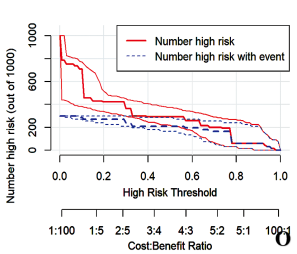 Number high risk (out of 1000)
1000
600
200
0
Number high risk
Number high risk with event
0.0 0.2 0.4 0.6 0.8 1.0
High Risk Threshold
1:100 1:5 2:5 3:4 4:3 5:2 5:1 100:1
Cost:Benefit Ratio
O